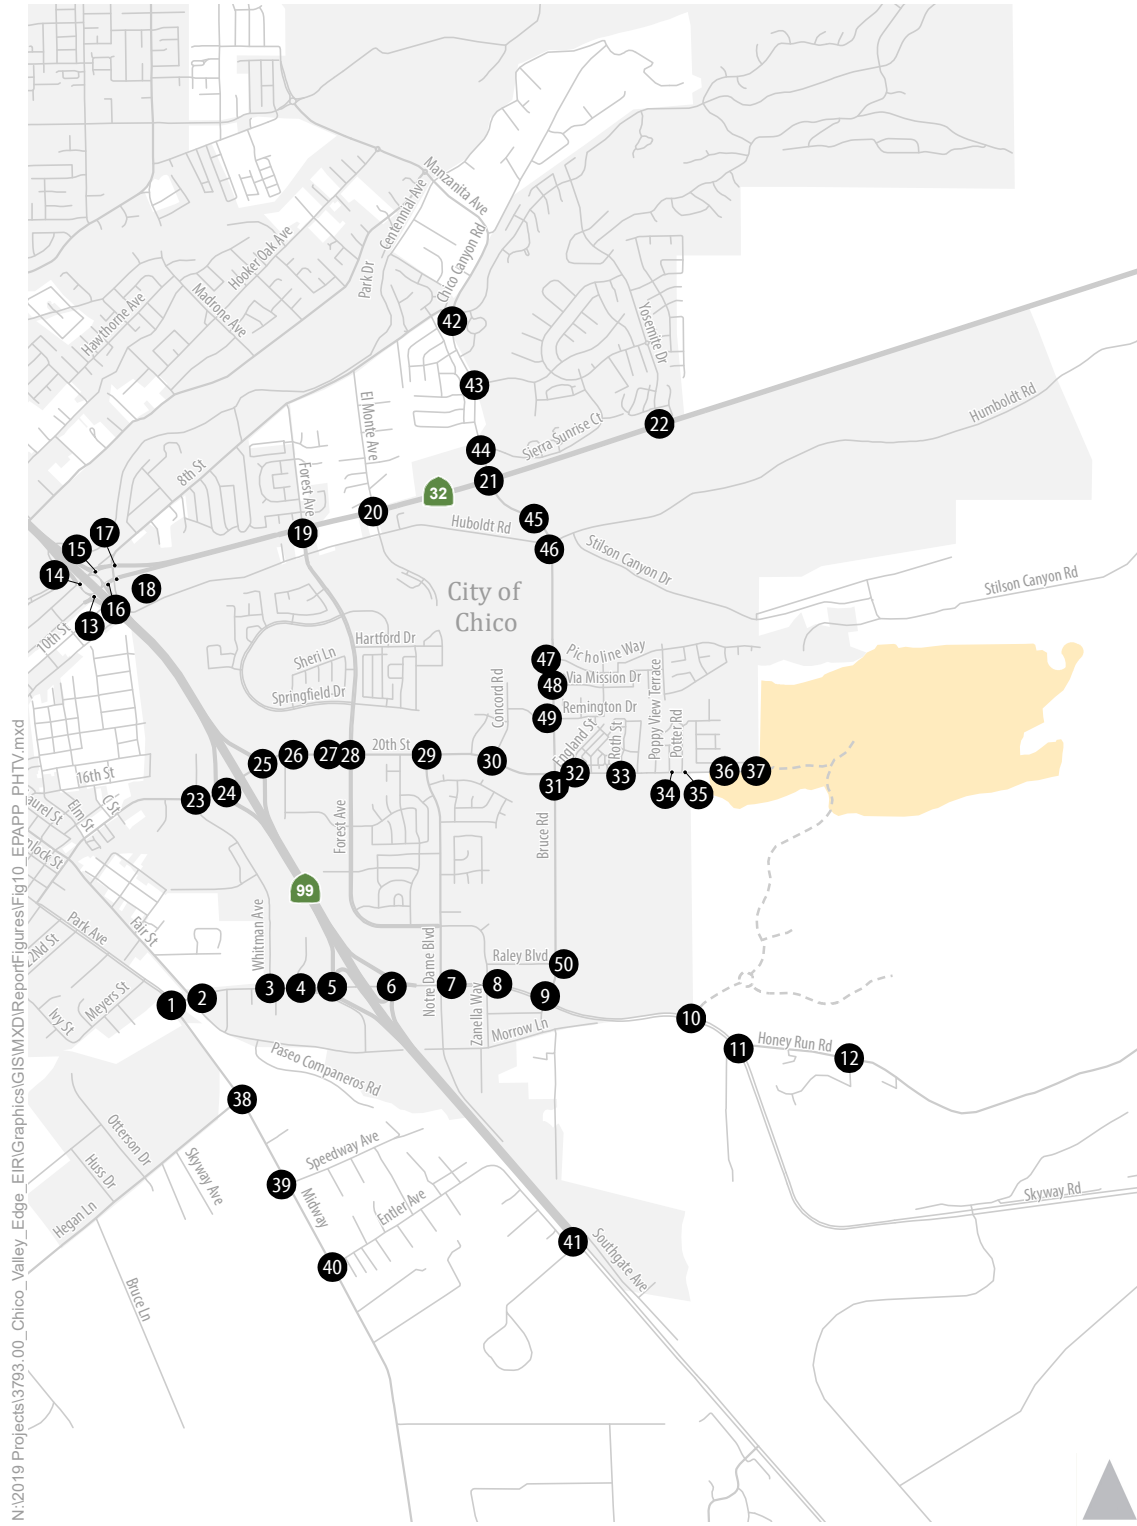 Manzanita Ave
Centennial Ave
Hooker Oak Ave
Chico Canyon Rd
Park Dr
Madrone Ave
Hawthorne Ave
42
Yosemite Dr
43
El Monte Ave
Humboldt Rd
22
Sierra Sunrise Ct
44
8th St
Forest Ave
21
32
20
45
Huboldt Rd
19
17
46
15
Stilson Canyon Dr
14
Stilson Canyon Rd
18
City of
Chico
16
13
10th St
Hartford Dr
Sheri Ln
47
Picholine Way
Via Mission Dr
48
Springfield Dr
Concord Rd
Remington Dr
49
Poppy View Terrace
Potter Rd
England St
Roth St
20th St
25
26
27
28
29
30
31
32
33
34
35
36
37
16th St
23
24
C St
Elm St
aurel St
Forest Ave
Bruce Rd
mlock St
99
Park Ave
Fair St
22Nd St
Whitman Ave
Notre Dame Blvd
Raley Blvd
50
Meyers St
Ivy St
1
2
3
4
5
6
7
8
9
Zanella Way
Morrow Ln
10
11
Honey Run Rd
12
Paseo Companeros Rd
38
Otterson Dr
Huss Dr
Skyway Ave
Speedway Ave
39
Midway
Entler Ave
Hegan Ln
Skyway Rd
40
41
Southgate Ave
Bruce Ln
N:\2019 Projects\3793.00_Chico_Valley_Edge_EIR\Graphics\GIS\MXD\ReportFigures\Fig10_EPAPP_PHTV.mxd